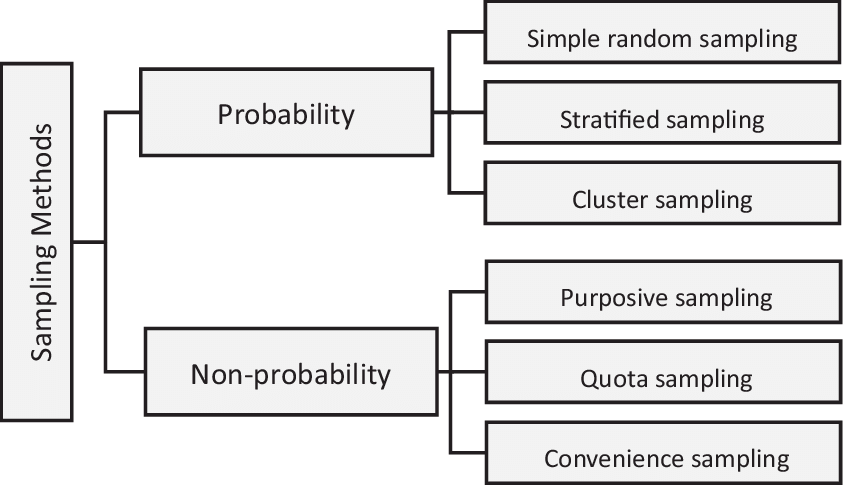 Sampling Methods
Probability
Simple random sampling
Stratified sampling
Cluster sampling
Non-probability
Purposive sampling
Quota sampling
Convenience sampling